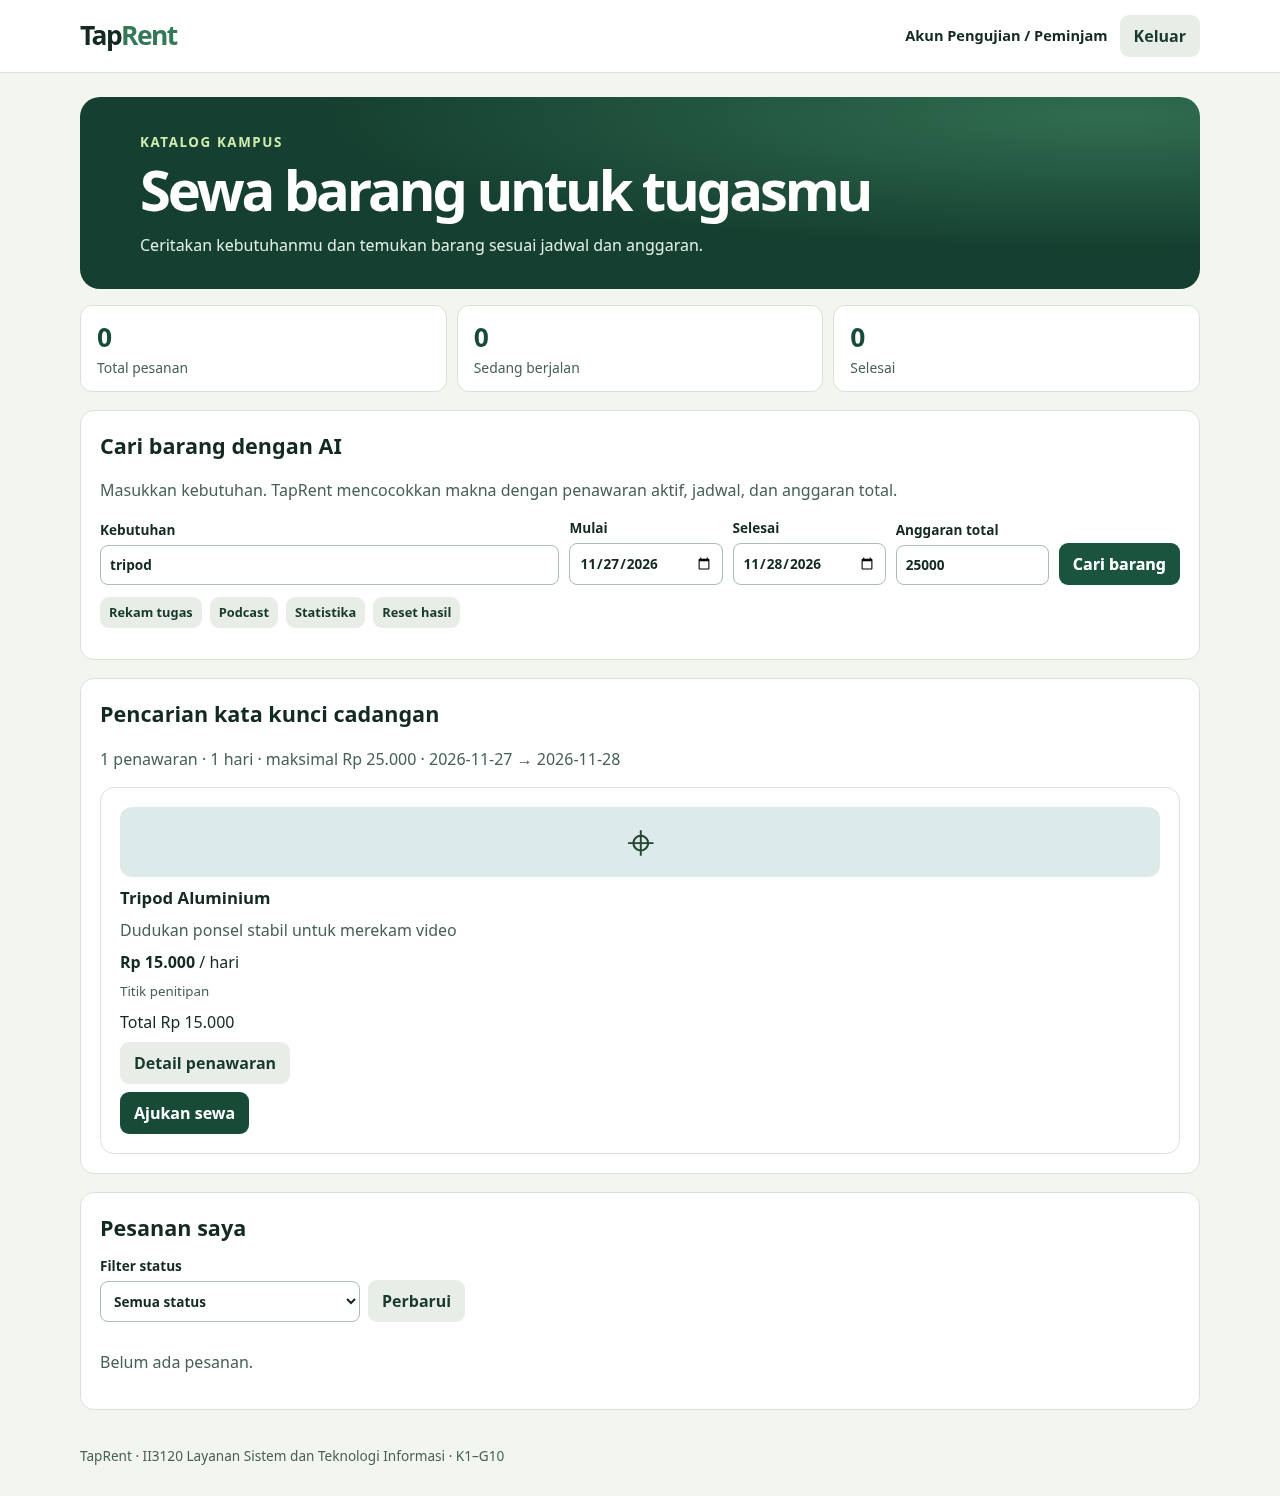 TapRent
Akun Pengujian / Peminjam
Keluar
KATALOG KAMPUS
Sewa barang untuk tugasmu
Ceritakan kebutuhanmu dan temukan barang sesuai jadwal dan anggaran.
0
Total pesanan
0
Sedang berjalan
0
Selesai
Cari barang dengan AI
Masukkan kebutuhan. TapRent mencocokkan makna dengan penawaran aktif, jadwal, dan anggaran total.
Kebutuhan
tripod
Mulai
11/27/2026
Selesai
11/28/2026
Anggaran total
25000
Cari barang
Rekam tugas
Podcast
Statistika
Reset hasil
Pencarian kata kunci cadangan
1 penawaran · 1 hari · maksimal Rp 25.000 · 2026-11-27 → 2026-11-28
Tripod Aluminium
Dudukan ponsel stabil untuk merekam video
Rp 15.000 / hari
Titik penitipan
Total Rp 15.000
Detail penawaran
Ajukan sewa
Pesanan saya
Filter status
Semua status
Perbarui
Belum ada pesanan.
TapRent · II3120 Layanan Sistem dan Teknologi Informasi · K1–G10